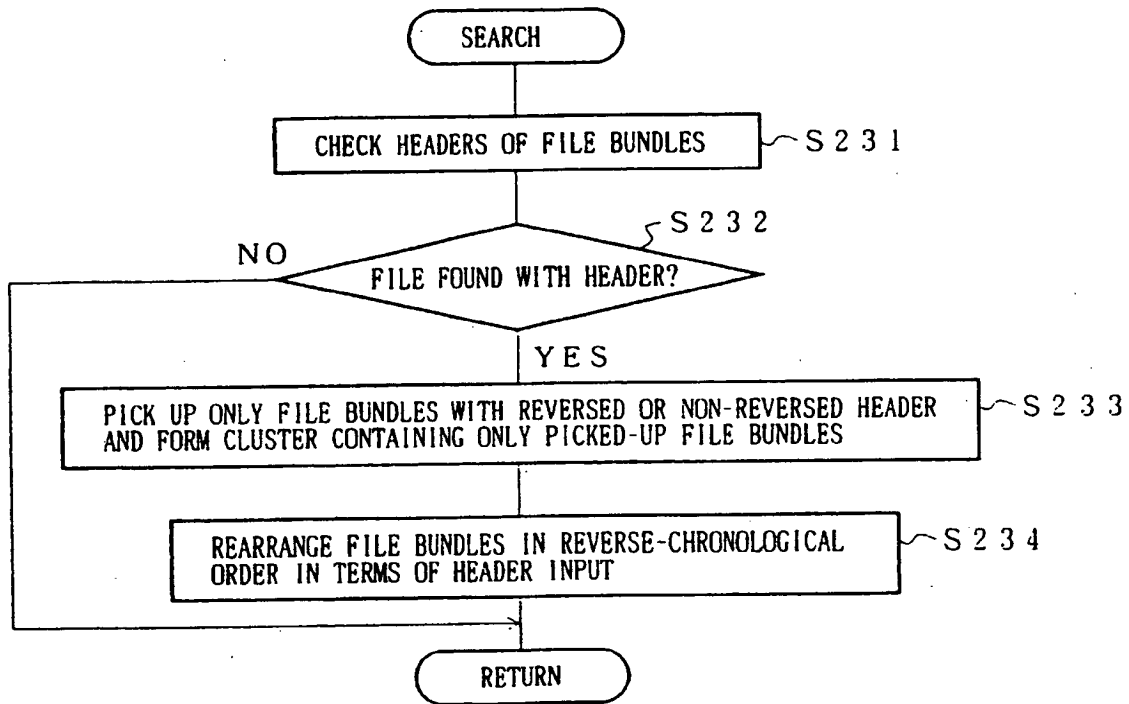 SEARCH
CHECK HEADERS OF FILE BUNDLES
S231
S232
NO
FILE FOUND WITH HEADER?
YES
PICK UP ONLY FILE BUNDLES WITH REVERSED OR NON-REVERSED HEADER
AND FORM CLUSTER CONTAINING ONLY PICKED-UP FILE BUNDLES
S233
REARRANGE FILE BUNDLES IN REVERSE-CHRONOLOGICAL
ORDER IN TERMS OF HEADER INPUT
S234
RETURN